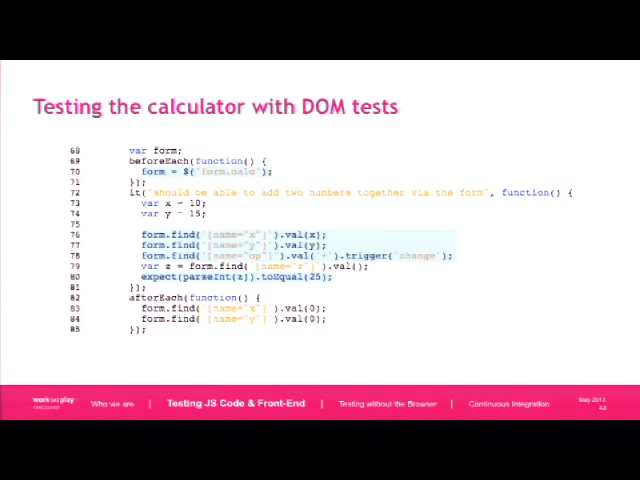 Testing the calculator with DOM tests
68 var form;
69 beforeEach(function() {
70 form = $('form.calc');
71 });
72 it("should be able to add two numbers together via the form", function() {
73 var x = 10;
74 var y = 15;
75
76 form.find('[name="x"]').val(x);
77 form.find('[name="y"]').val(y);
78 form.find('[name="op"]').val('+').trigger('change');
79 var z = form.find('[name="z"]').val();
80 expect(parseInt(z)).toEqual(25);
81 });
82 afterEach(function() {
83 form.find('[name="x"]').val(0);
84 form.find('[name="y"]').val(0);
85 });
work at play
VANCOUVER
Who we are | Testing JS Code & Front-End | Testing without the Browser | Continuous Integration
May 2013
43